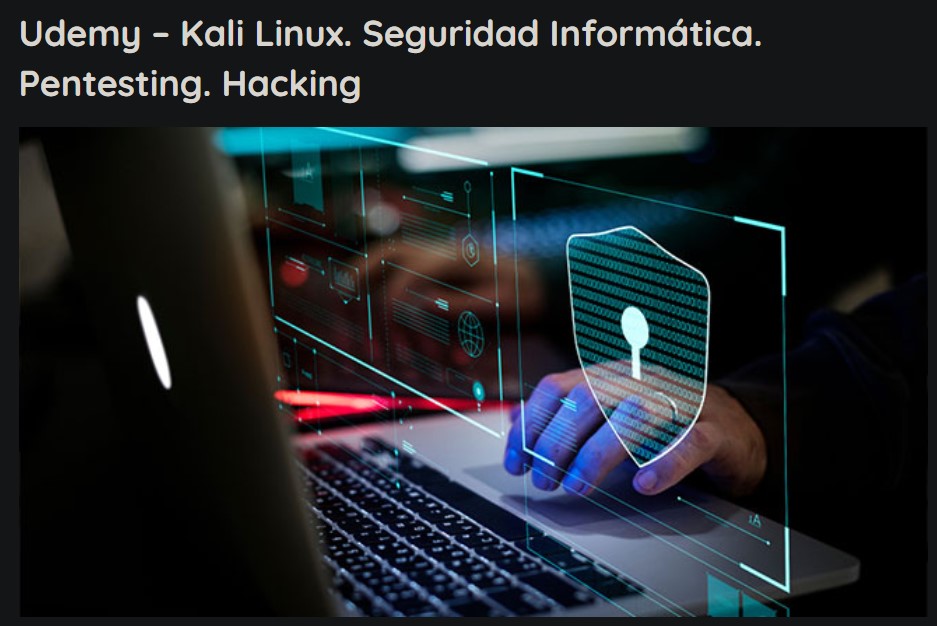 Udemy – Kali Linux. Seguridad Informática.
Pentesting. Hacking